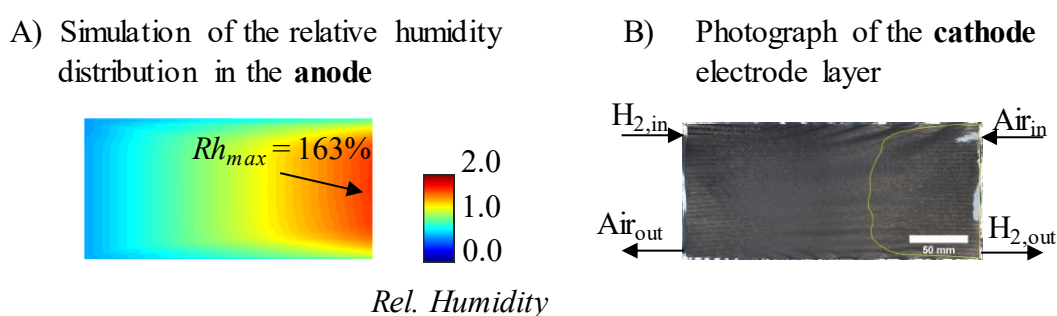 A) Simulation of the relative humidity
distribution in the anode
Rh_max = 163%
2.0
1.0
0.0
Rel. Humidity
B) Photograph of the cathode
electrode layer
H2,in
Airin
Airout
H2,out
50 mm